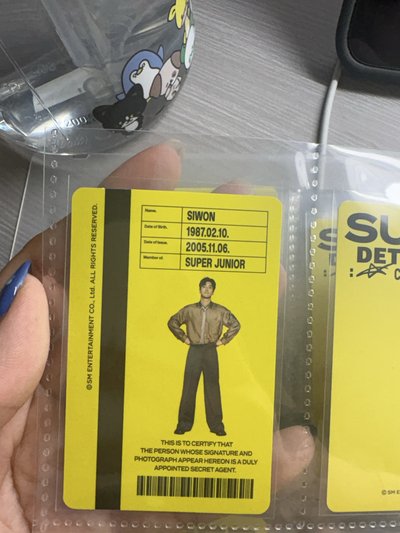 200
©SM ENTERTAINMENT CO., Ltd. ALL RIGHTS RESERVED.
Name. SIWON
Date of Birth. 1987.02.10.
Date of Issue. 2005.11.06.
Member of. SUPER JUNIOR
THIS IS TO CERTIFY THAT
THE PERSON WHOSE SIGNATURE AND
PHOTOGRAPH APPEAR HEREON IS A DULY
APPOINTED SECRET AGENT.
SU
DET
C
©SM E